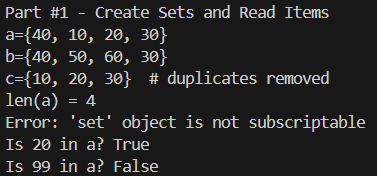 Part #1 - Create Sets and Read Items
a={40, 10, 20, 30}
b={40, 50, 60, 30}
c={10, 20, 30}  # duplicates removed
len(a) = 4
Error: 'set' object is not subscriptable
Is 20 in a? True
Is 99 in a? False